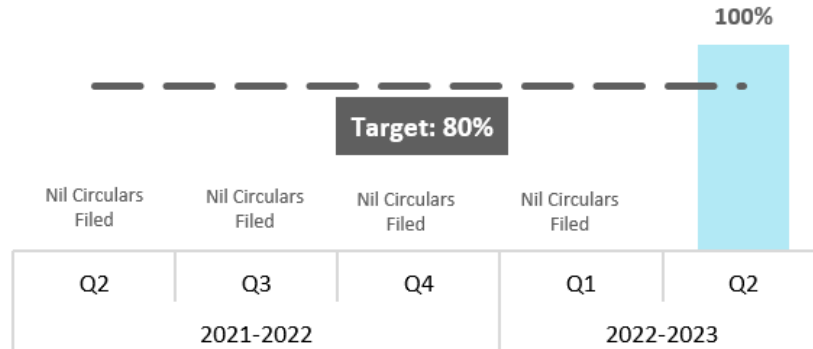 100%
Target: 80%
Nil Circulars
Filed
Nil Circulars
Filed
Nil Circulars
Filed
Nil Circulars
Filed
Q2
Q3
Q4
Q1
Q2
2021-2022
2022-2023